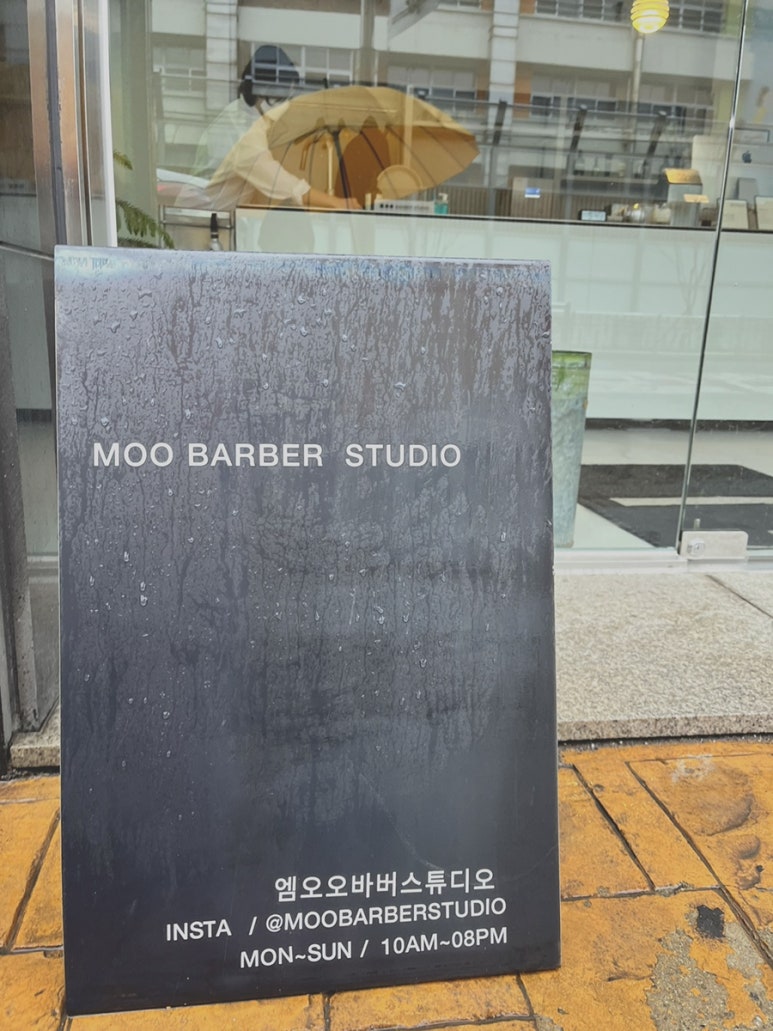 MOO BARBER STUDIO
엠오오바버스튜디오
INSTA / @MOOBARBERSTUDIO
MON~SUN / 10AM~08PM